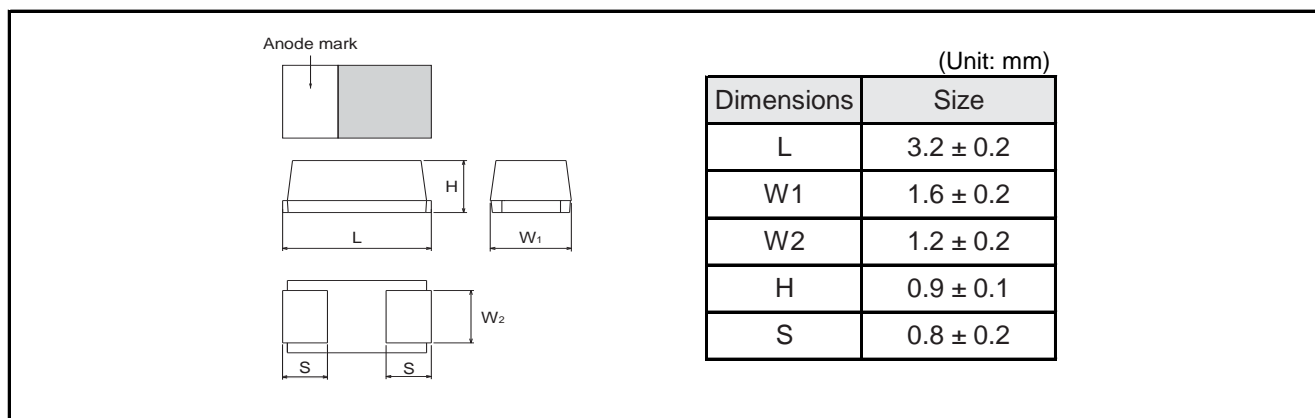 Anode mark
H
L
W1
W2
S
S
(Unit: mm)
Dimensions Size
L 3.2 ± 0.2
W1 1.6 ± 0.2
W2 1.2 ± 0.2
H 0.9 ± 0.1
S 0.8 ± 0.2